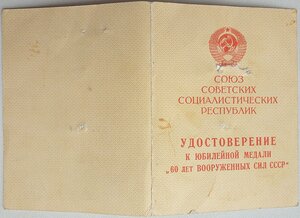 СОЮЗ
СОВЕТСКИХ
СОЦИАЛИСТИЧЕСКИХ
РЕСПУБЛИК
УДОСТОВЕРЕНИЕ
К ЮБИЛЕЙНОЙ МЕДАЛИ
„60 ЛЕТ ВООРУЖЕННЫХ СИЛ СССР“